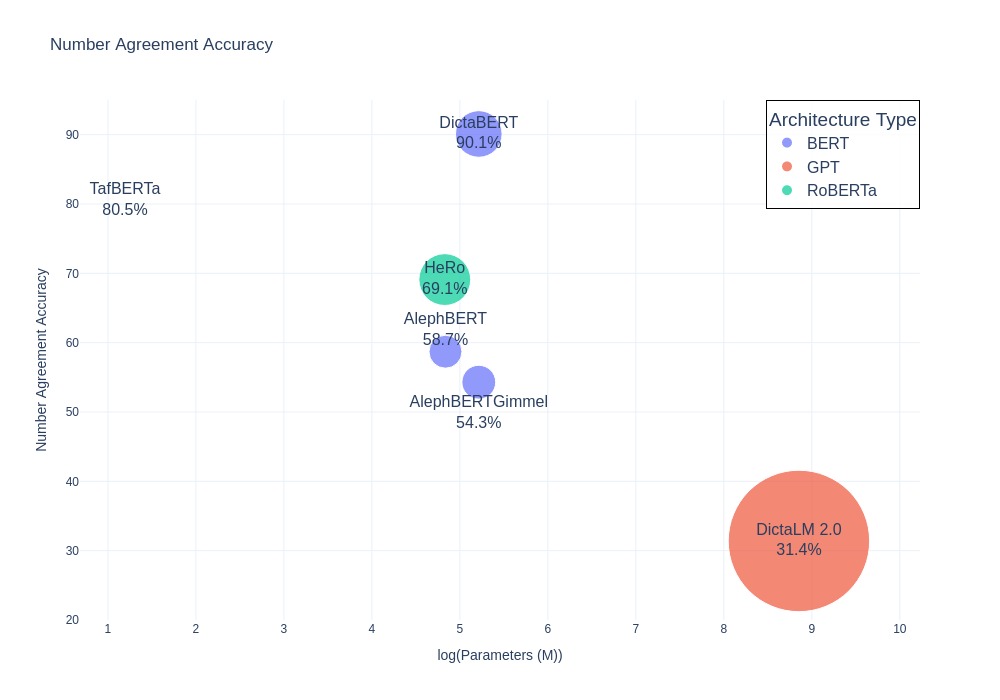 Number Agreement Accuracy
DictaBERT
90.1%
TafBERTa
80.5%
HeRo
69.1%
AlephBERT
58.7%
AlephBERTGimmel
54.3%
DictaLM 2.0
31.4%
Architecture Type
BERT
GPT
RoBERTa
90
80
70
60
50
40
30
20
Number Agreement Accuracy
1 2 3 4 5 6 7 8 9 10
log(Parameters (M))